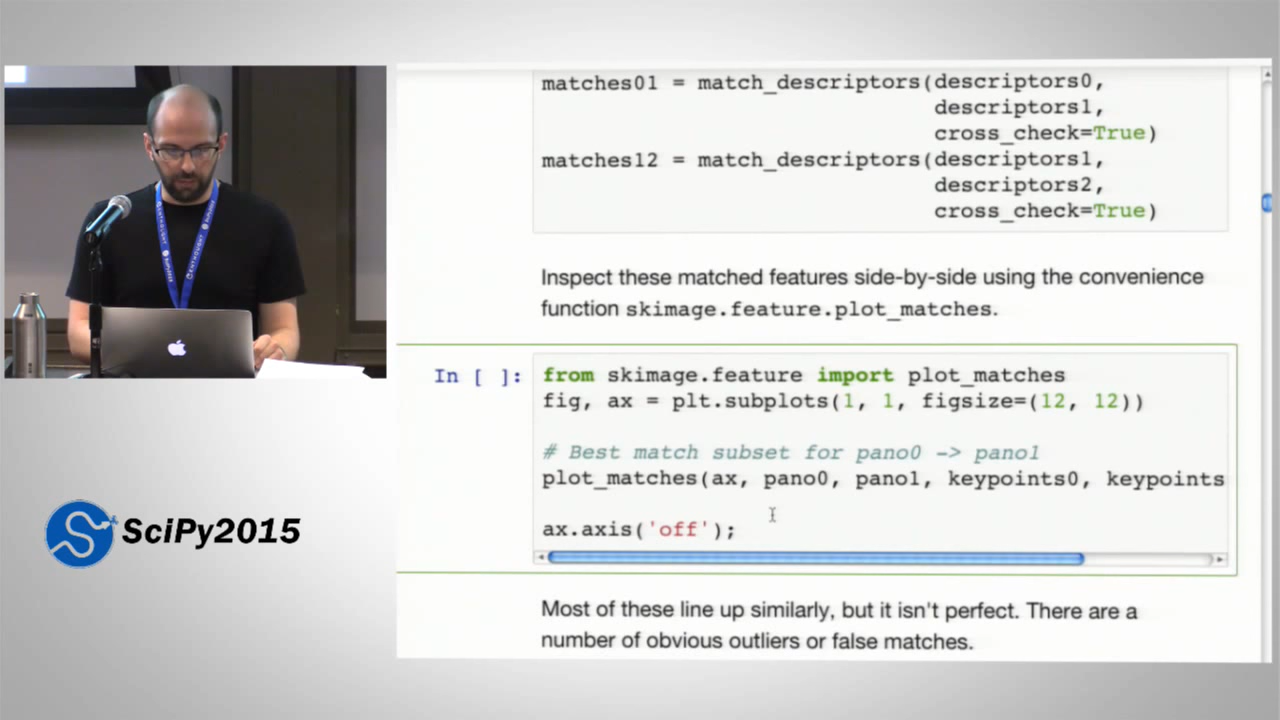 matches01 = match_descriptors(descriptors0,
descriptors1,
cross_check=True)
matches12 = match_descriptors(descriptors1,
descriptors2,
cross_check=True)
Inspect these matched features side-by-side using the convenience
function skimage.feature.plot_matches.
In [ ]:
from skimage.feature import plot_matches
fig, ax = plt.subplots(1, 1, figsize=(12, 12))
# Best match subset for pano0 -> pano1
plot_matches(ax, pano0, pano1, keypoints0, keypoints
ax.axis('off');
Most of these line up similarly, but it isn't perfect. There are a
number of obvious outliers or false matches.
SciPy2015
ENTHOUGHT
ENTHOUGHT